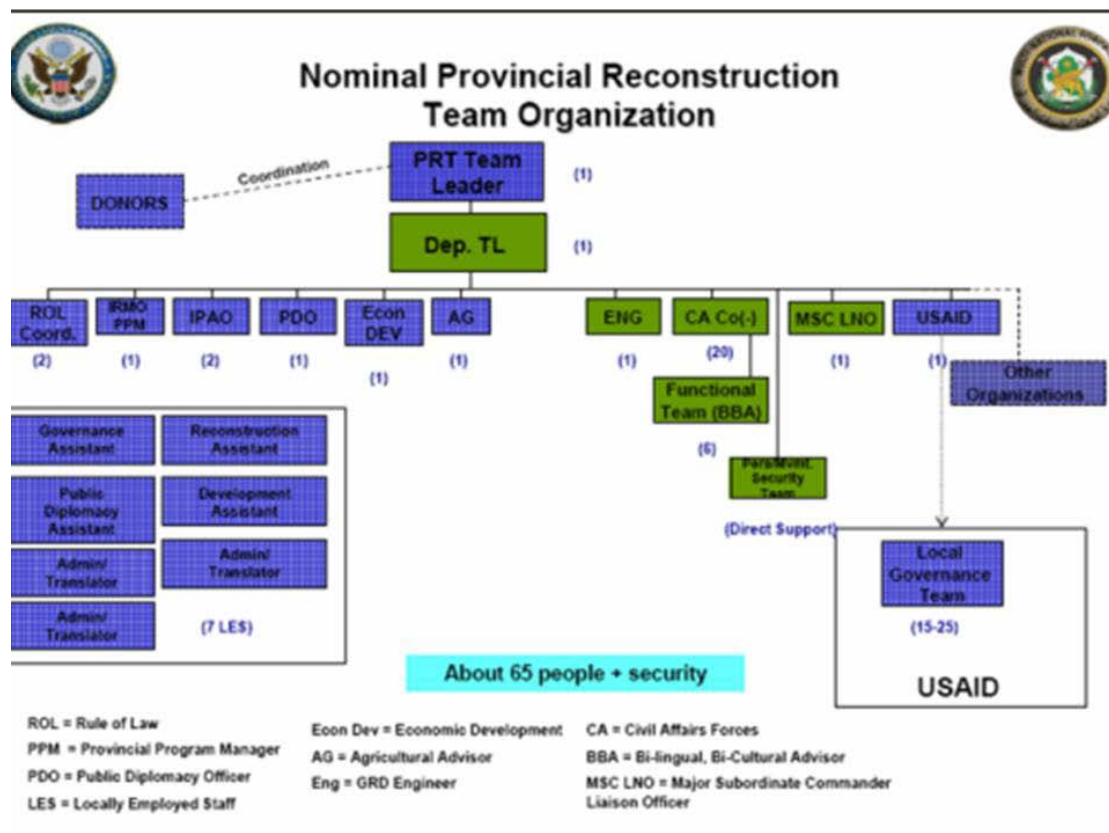 Nominal Provincial Reconstruction
Team Organization
PRT Team
Leader
(1)
Coordination
DONORS
Dep. TL
(1)
ROL
Coord.
(2)
IRMO
PPM
(1)
IPAO
(2)
PDO
(1)
Econ
DEV
(1)
AG
(1)
ENG
(1)
CA Co(-)
(20)
MSC LNO
(1)
USAID
(1)
Other
Organizations
Functional
Team (BBA)
(6)
Pers/Mvmt.
Security
Team
(Direct Support)
Governance
Assistant
Reconstruction
Assistant
Public
Diplomacy
Assistant
Development
Assistant
Admin/
Translator
Admin/
Translator
Admin/
Translator
(7 LES)
Local
Governance
Team
(15-25)
USAID
About 65 people + security
ROL = Rule of Law
PPM = Provincial Program Manager
PDO = Public Diplomacy Officer
LES = Locally Employed Staff
Econ Dev = Economic Development
AG = Agricultural Advisor
Eng = GRD Engineer
CA = Civil Affairs Forces
BBA = Bi-lingual, Bi-Cultural Advisor
MSC LNO = Major Subordinate Commander
Liaison Officer